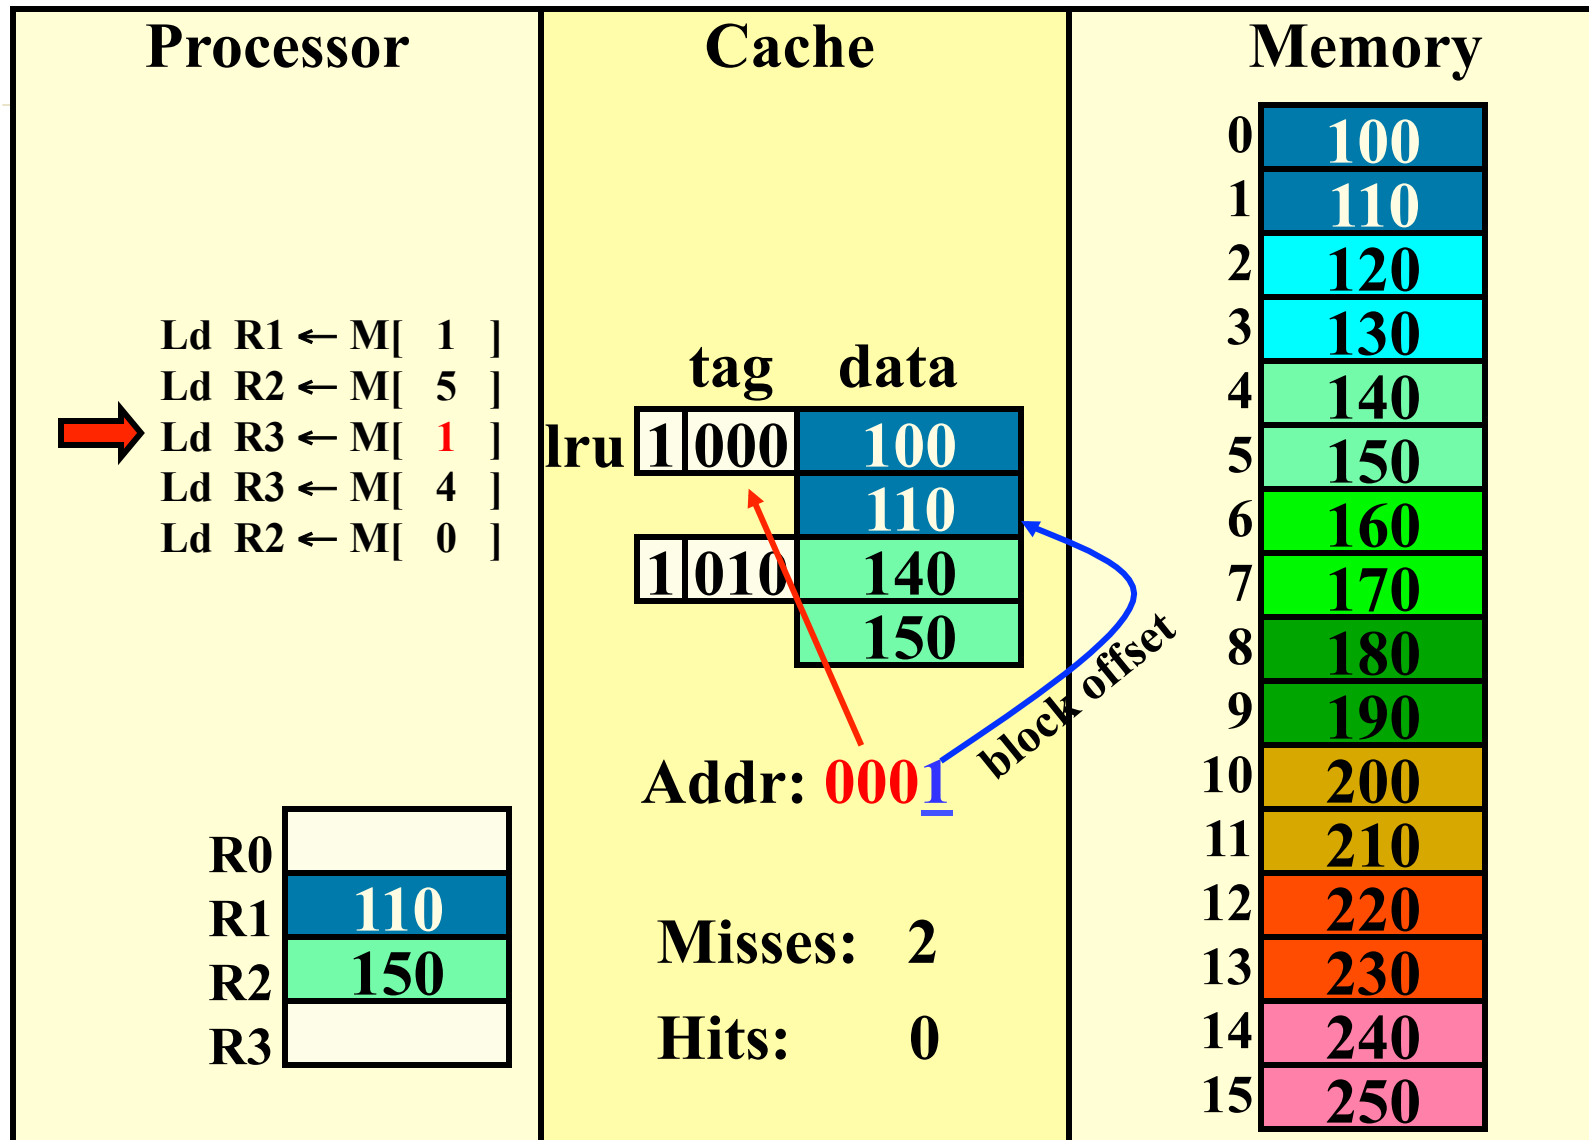 Processor
Ld R1 ← M[ 1 ]
Ld R2 ← M[ 5 ]
Ld R3 ← M[ 1 ]
Ld R3 ← M[ 4 ]
Ld R2 ← M[ 0 ]
R0
R1 110
R2 150
R3
Cache
tag data
lru 1 000 100
110
1 010 140
150
block offset
Addr: 0001
Misses: 2
Hits: 0
Memory
0 100
1 110
2 120
3 130
4 140
5 150
6 160
7 170
8 180
9 190
10 200
11 210
12 220
13 230
14 240
15 250